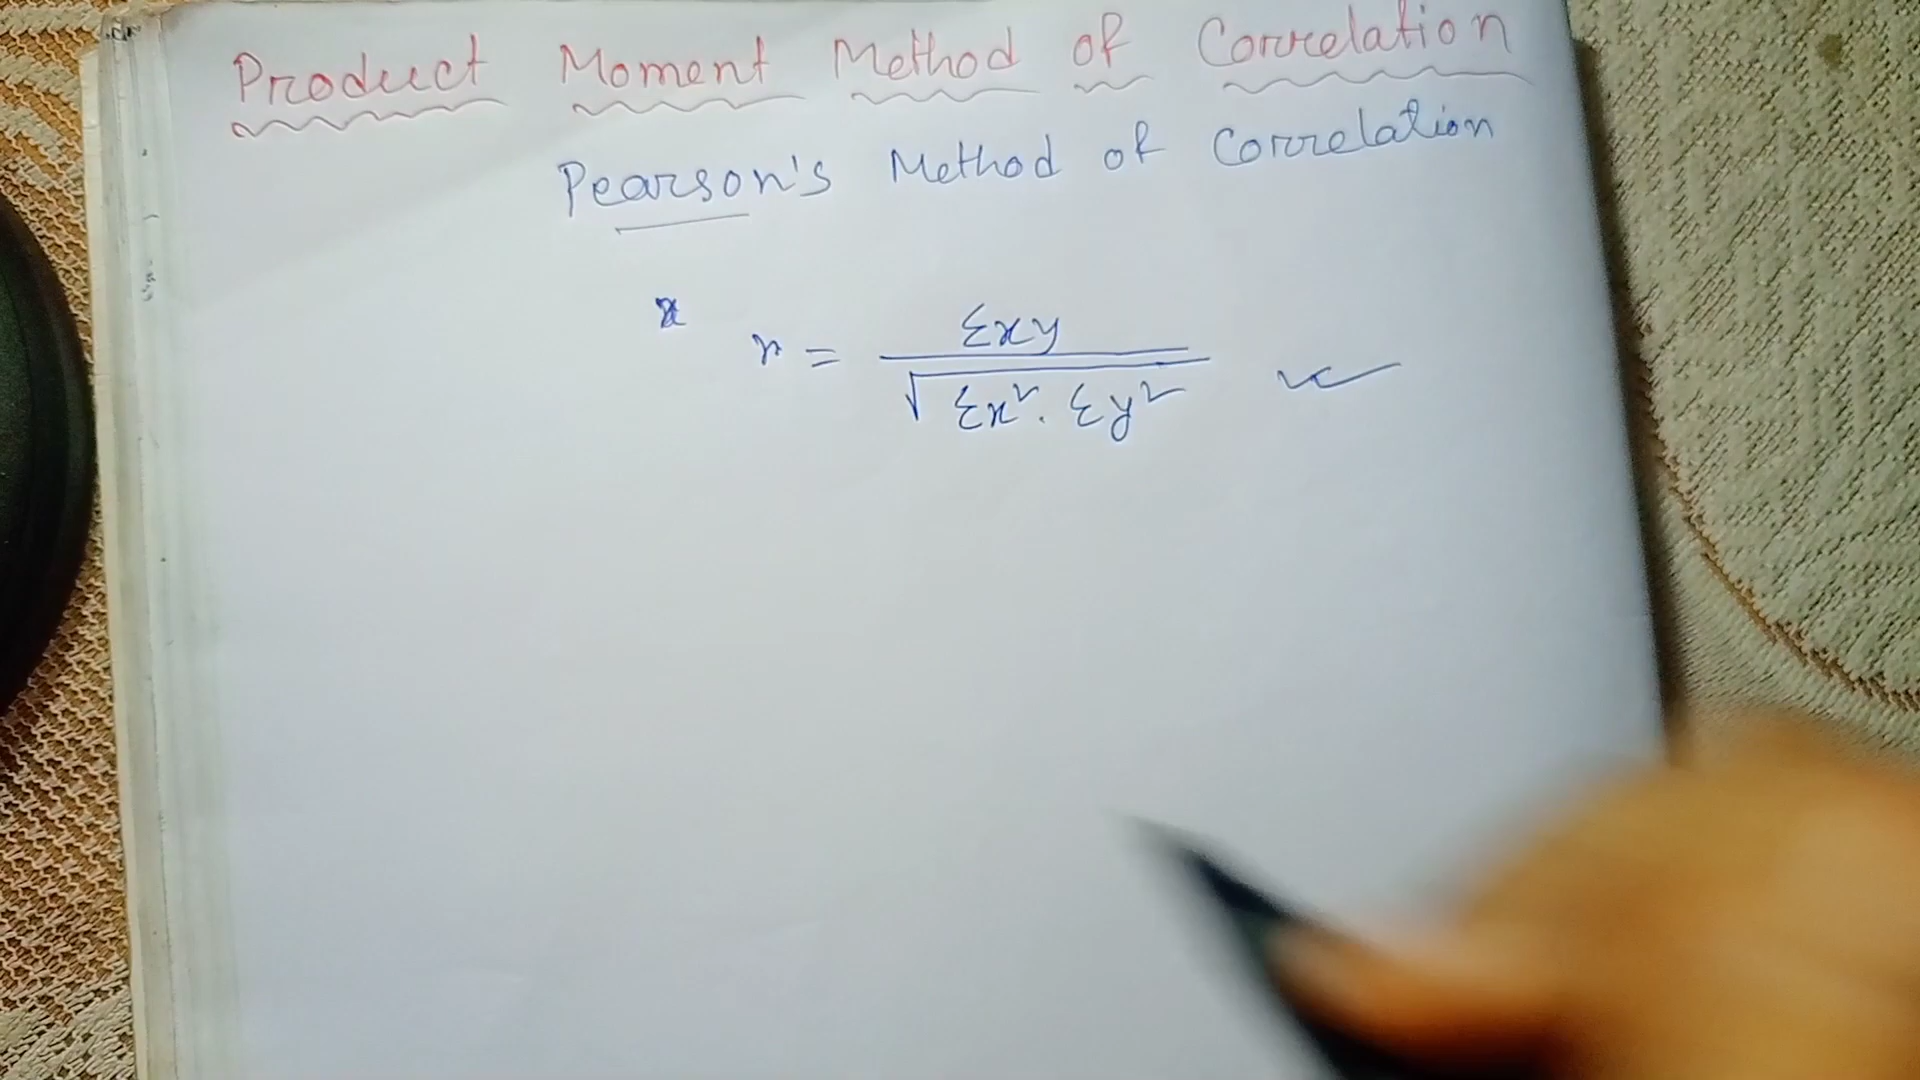 Product Moment Method of Correlation
Pearson's Method of Correlation
r = Σxy / √Σx². Σy²